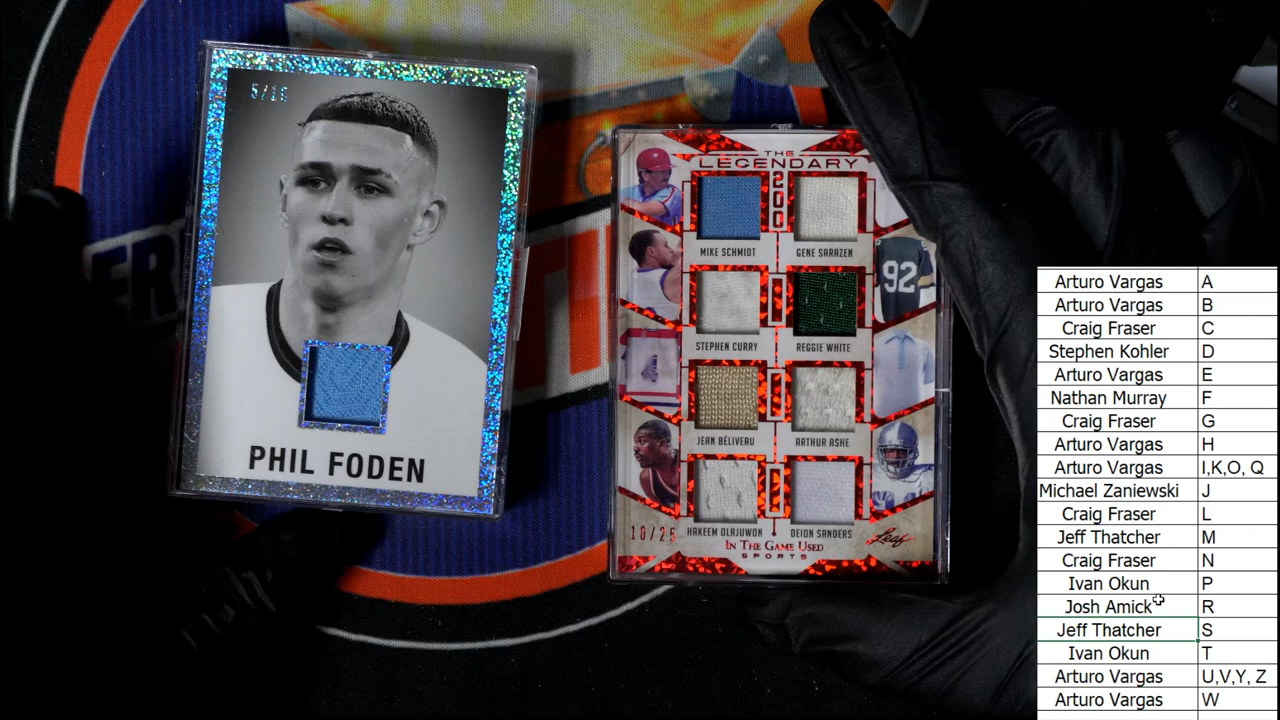 5/15
PHIL FODEN
THE
LEGENDARY
200
MIKE SCHMIDT
GENE SARAZEN
92
STEPHEN CURRY
REGGIE WHITE
JEAN BÉLIVEAU
ARTHUR ASHE
HAKEEM OLAJUWON
DEION SANDERS
10/25
IN THE GAME USED
SPORTS
Leaf
Arturo Vargas A
Arturo Vargas B
Craig Fraser C
Stephen Kohler D
Arturo Vargas E
Nathan Murray F
Craig Fraser G
Arturo Vargas H
Arturo Vargas I,K,O, Q
Michael Zaniewski J
Craig Fraser L
Jeff Thatcher M
Craig Fraser N
Ivan Okun P
Josh Amick R
Jeff Thatcher S
Ivan Okun T
Arturo Vargas U,V,Y, Z
Arturo Vargas W